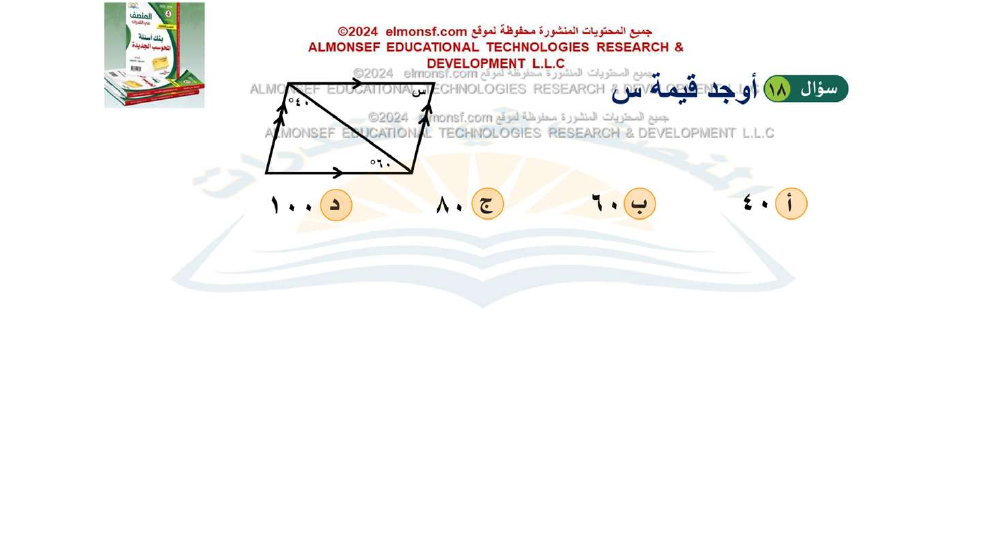 المنصف
بنك أسئلة
المحوسب الجديدة
جميع المحتويات المنشورة محفوظة لموقع elmonsf.com ©2024
ALMONSEF EDUCATIONAL TECHNOLOGIES RESEARCH &
DEVELOPMENT L.L.C
جميع المحتويات المنشورة محفوظة لموقع elmonsf.com ©2024
ALMONSEF EDUCATIONAL TECHNOLOGIES RESEARCH & DEVELOPMENT L.L.C
سؤال ١٨ أوجد قيمة س
س
٤٠°
جميع المحتويات المنشورة محفوظة لموقع elmonsf.com ©2024
ALMONSEF EDUCATIONAL TECHNOLOGIES RESEARCH & DEVELOPMENT L.L.C
٦٠°
أ ٤٠ ب ٦٠ ج ٨٠ د ١٠٠